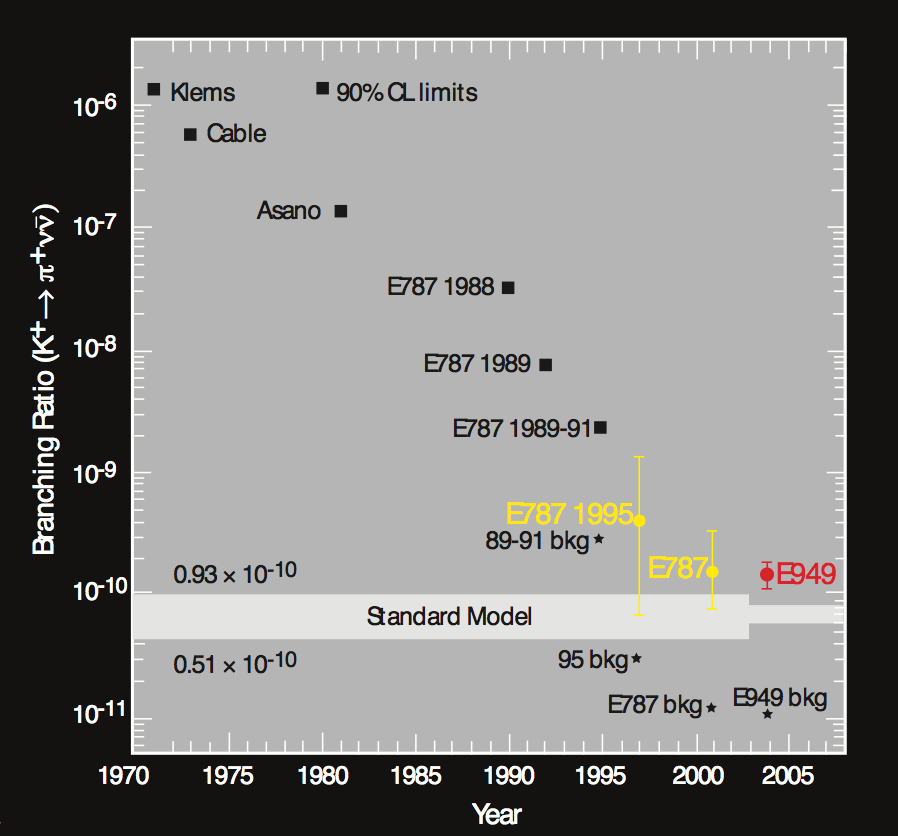 10-6
Klems
90% CL limits
Cable
10-7
Asano
E787 1988
10-8
E787 1989
E787 1989-91
10-9
E787 1995
89-91 bkg
E787
E949
0.93 × 10-10
10-10
Standard Model
0.51 × 10-10
95 bkg
E787 bkg
E949 bkg
10-11
1970 1975 1980 1985 1990 1995 2000 2005
Year
Branching Ratio (K+→π+νν̄)